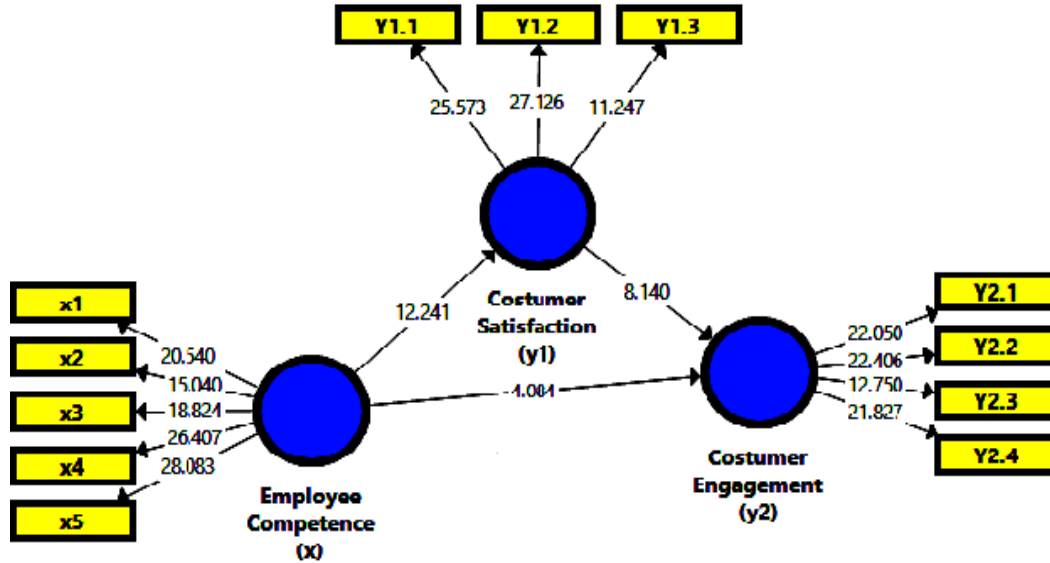 Y1.1 Y1.2 Y1.3
25.573 27.126 11.247
Costumer
Satisfaction
(y1)
12.241 8.140
x1
x2
x3
x4
x5
20.540
15.040
18.824
26.407
28.083
4.084
Employee
Competence
(x)
22.050
22.406
12.750
21.827
Y2.1
Y2.2
Y2.3
Y2.4
Costumer
Engagement
(y2)